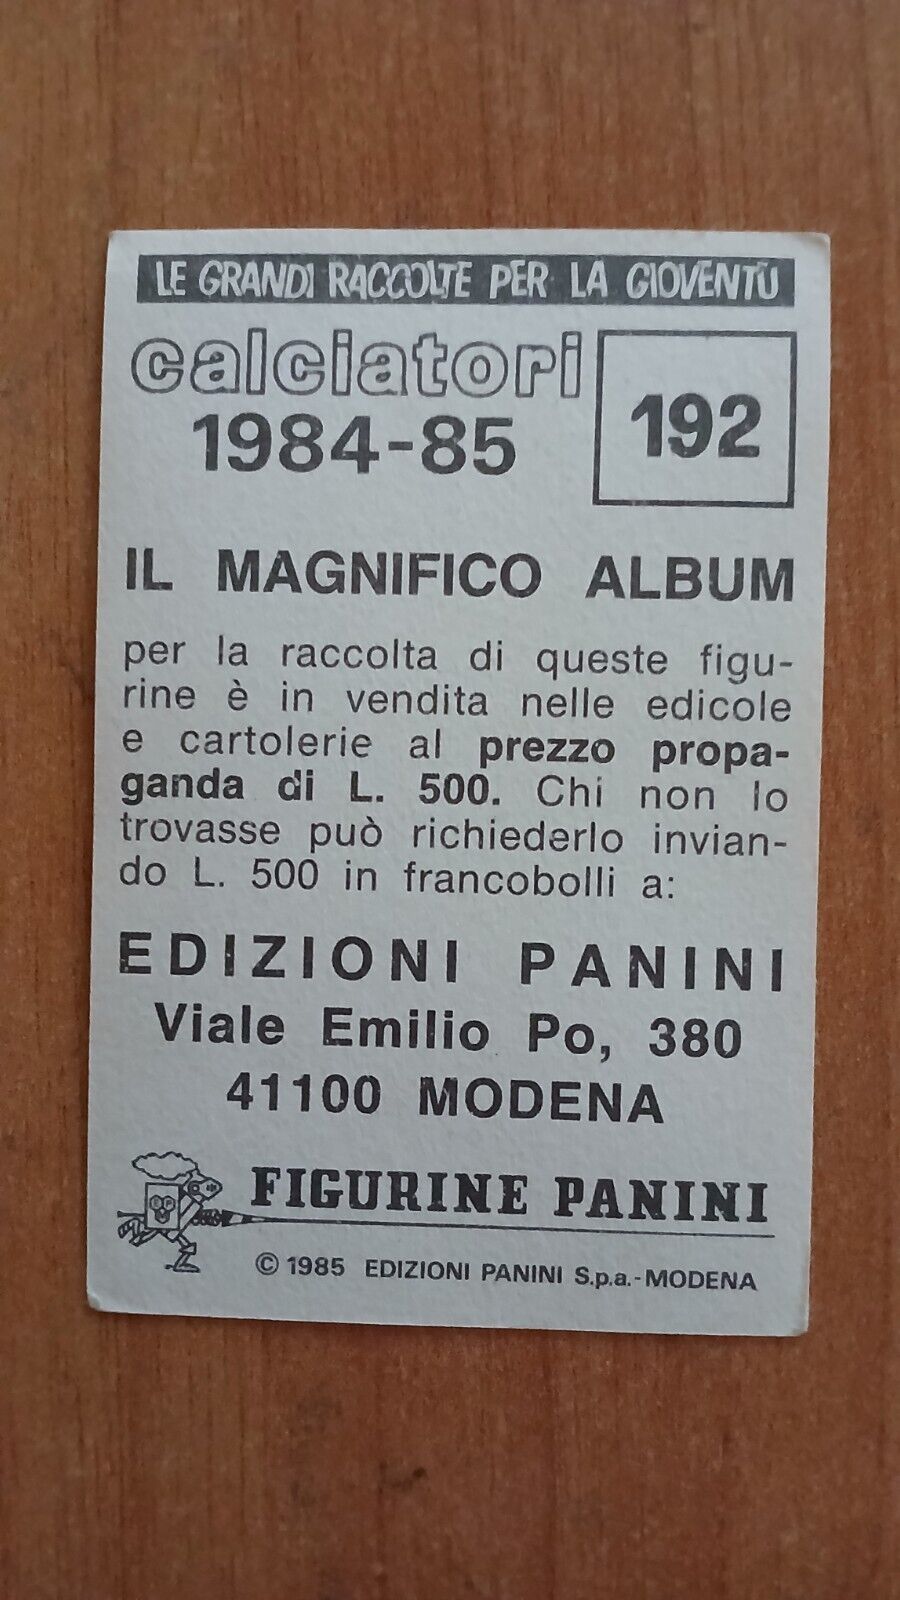 LE GRANDI RACCOLTE PER LA GIOVENTÙ
calciatori
1984-85
192
IL MAGNIFICO ALBUM
per la raccolta di queste figu-
rine è in vendita nelle edicole
e cartolerie al prezzo propa-
ganda di L. 500. Chi non lo
trovasse può richiederlo invian-
do L. 500 in francobolli a:
EDIZIONI PANINI
Viale Emilio Po, 380
41100 MODENA
FIGURINE PANINI
© 1985 EDIZIONI PANINI S.p.a.-MODENA